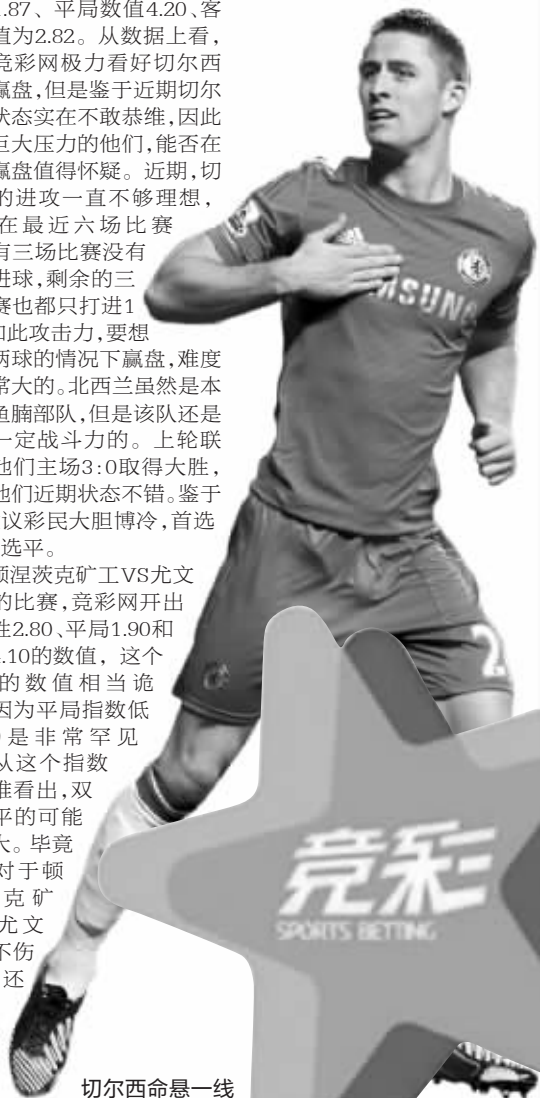 .87、平局数值4.20、客
值为2.82。从数据上看，
竞彩网极力看好切尔西
赢盘，但是鉴于近期切尔
状态实在不敢恭维，因此
巨大压力的他们，能否在
赢盘值得怀疑。近期，切
的进攻一直不够理想，
在最近六场比赛
有三场比赛没有
进球，剩余的三
赛也都只打进1
如此攻击力，要想
两球的情况下赢盘，难度
常大的。北西兰虽然是本
鱼腩部队，但是该队还是
一定战斗力的。上轮联
他们主场3:0取得大胜，
他们近期状态不错。鉴于
议彩民大胆博冷，首选
选平。
顿涅茨克矿工VS尤文
的比赛，竞彩网开出
胜2.80、平局1.90和
.10的数值，这个
的数值相当诡
因为平局指数低
是非常罕见
从这个指数
难看出，双
平的可能
大。毕竟
对于顿
克矿
尤文
不伤
还
SAMSUNG
2
竞彩
SPORTS BETTING
切尔西命悬一线